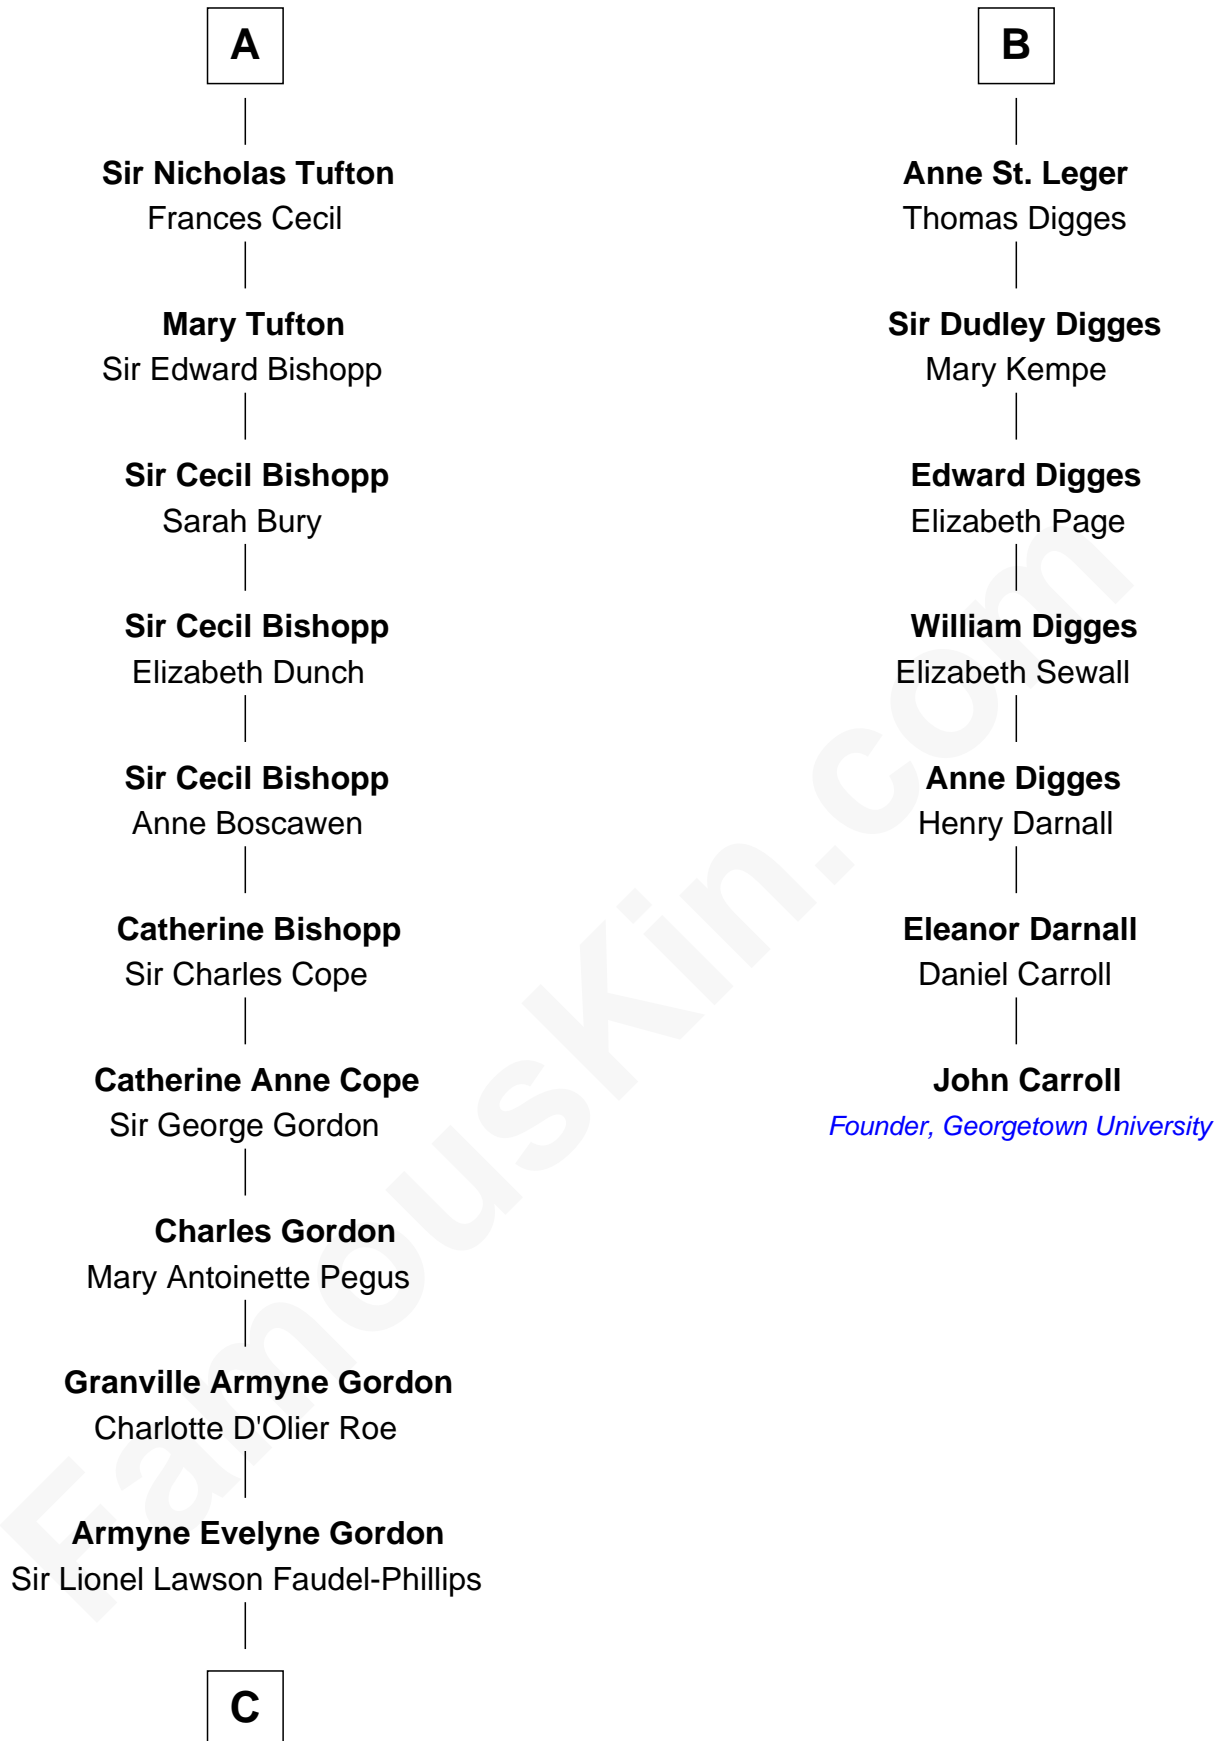 A
Sir Nicholas Tufton
Frances Cecil
Mary Tufton
Sir Edward Bishopp
Sir Cecil Bishopp
Sarah Bury
Sir Cecil Bishopp
Elizabeth Dunch
Sir Cecil Bishopp
Anne Boscawen
Catherine Bishopp
Sir Charles Cope
Catherine Anne Cope
Sir George Gordon
Charles Gordon
Mary Antoinette Pegus
Granville Armyne Gordon
Charlotte D'Olier Roe
Armyne Evelyne Gordon
Sir Lionel Lawson Faudel-Phillips
C
B
Anne St. Leger
Thomas Digges
Sir Dudley Digges
Mary Kempe
Edward Digges
Elizabeth Page
William Digges
Elizabeth Sewall
Anne Digges
Henry Darnall
Eleanor Darnall
Daniel Carroll
John Carroll
Founder, Georgetown University
FamousKin.com